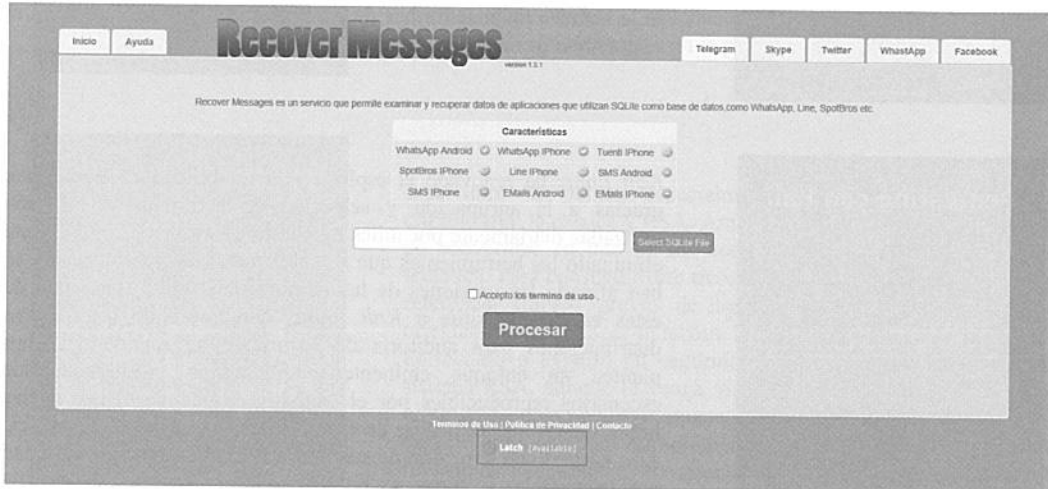 Inicio Ayuda Recover Messages Telegram Skype Twitter WhastApp Facebook
version 1.3.1
Recover Messages es un servicio que permite examinar y recuperar datos de aplicaciones que utilizan SQLite como base de datos,como WhatsApp, Line, SpotBros etc.
Características
WhatsApp Android WhatsApp IPhone Tuenti IPhone
SpotBros IPhone Line IPhone SMS Android
SMS IPhone EMails Android EMails IPhone
Select SQLite File
Accepto los termino de uso .
Procesar
Terminos de Uso | Politica de Privacidad | Contacto
Latch [Available]